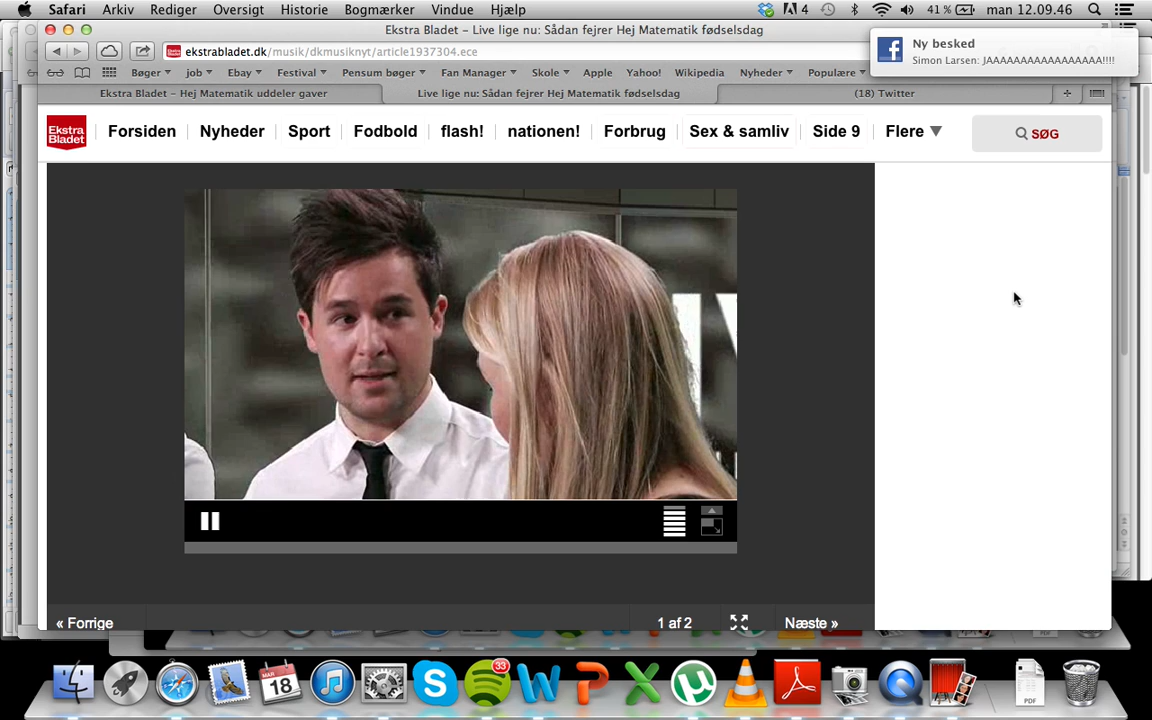 Safari Arkiv Rediger Oversigt Historie Bogmærker Vindue Hjælp 4 41 % man 12.09.46
Ekstra Bladet – Live lige nu: Sådan fejrer Hej Matematik fødselsdag
Ny besked
Simon Larsen: JAAAAAAAAAAAAAAAAA!!!!
ekstrabladet.dk/musik/dkmusiknyt/article1937304.ece
Bøger job Ebay Festival Pensum bøger Fan Manager Skole Apple Yahoo! Wikipedia Nyheder Populære
Ekstra Bladet – Hej Matematik uddeler gaver
Live lige nu: Sådan fejrer Hej Matematik fødselsdag
(18) Twitter
Ekstra
Bladet
Forsiden Nyheder Sport Fodbold flash! nationen! Forbrug Sex & samliv Side 9 Flere
SØG
« Forrige 1 af 2 Næste »
MAR
18
33
S
W
P
X
PDF